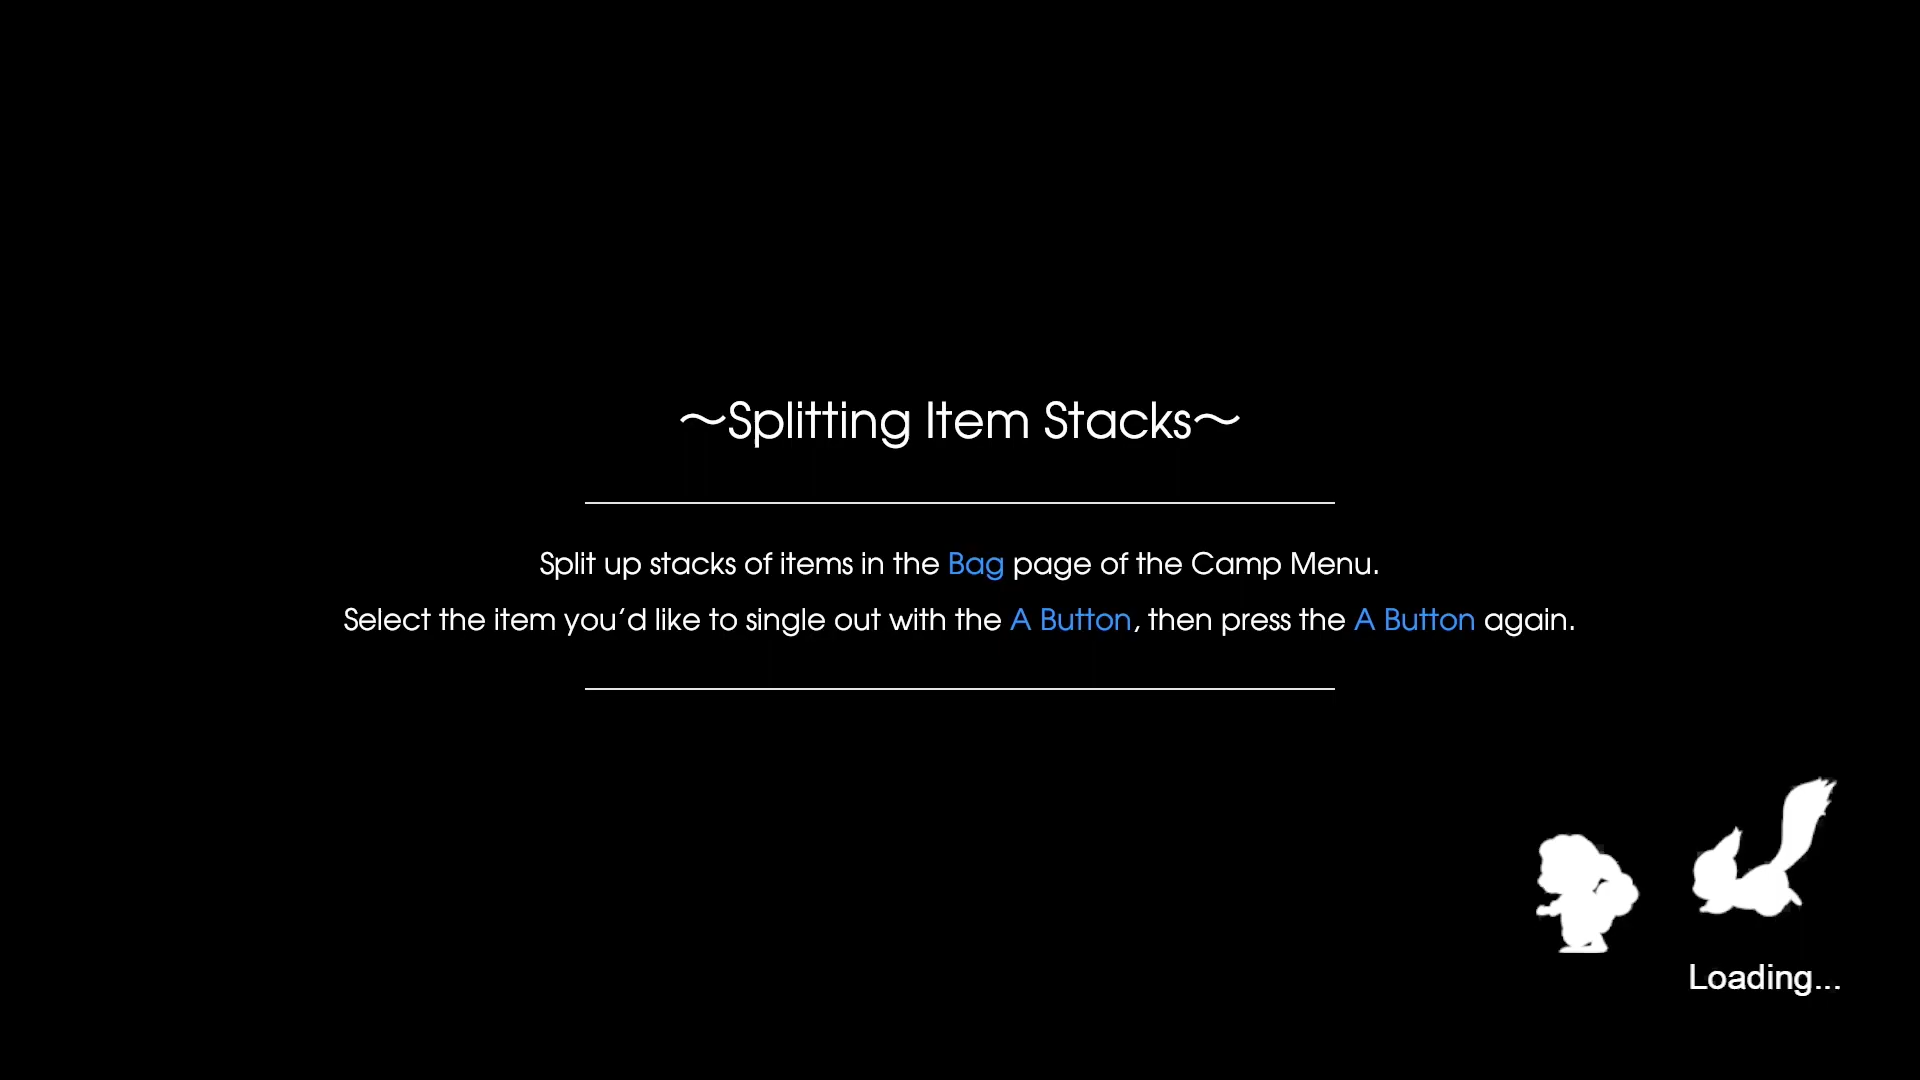 ～Splitting Item Stacks～
Split up stacks of items in the Bag page of the Camp Menu.
Select the item you’d like to single out with the A Button, then press the A Button again.
Loading...